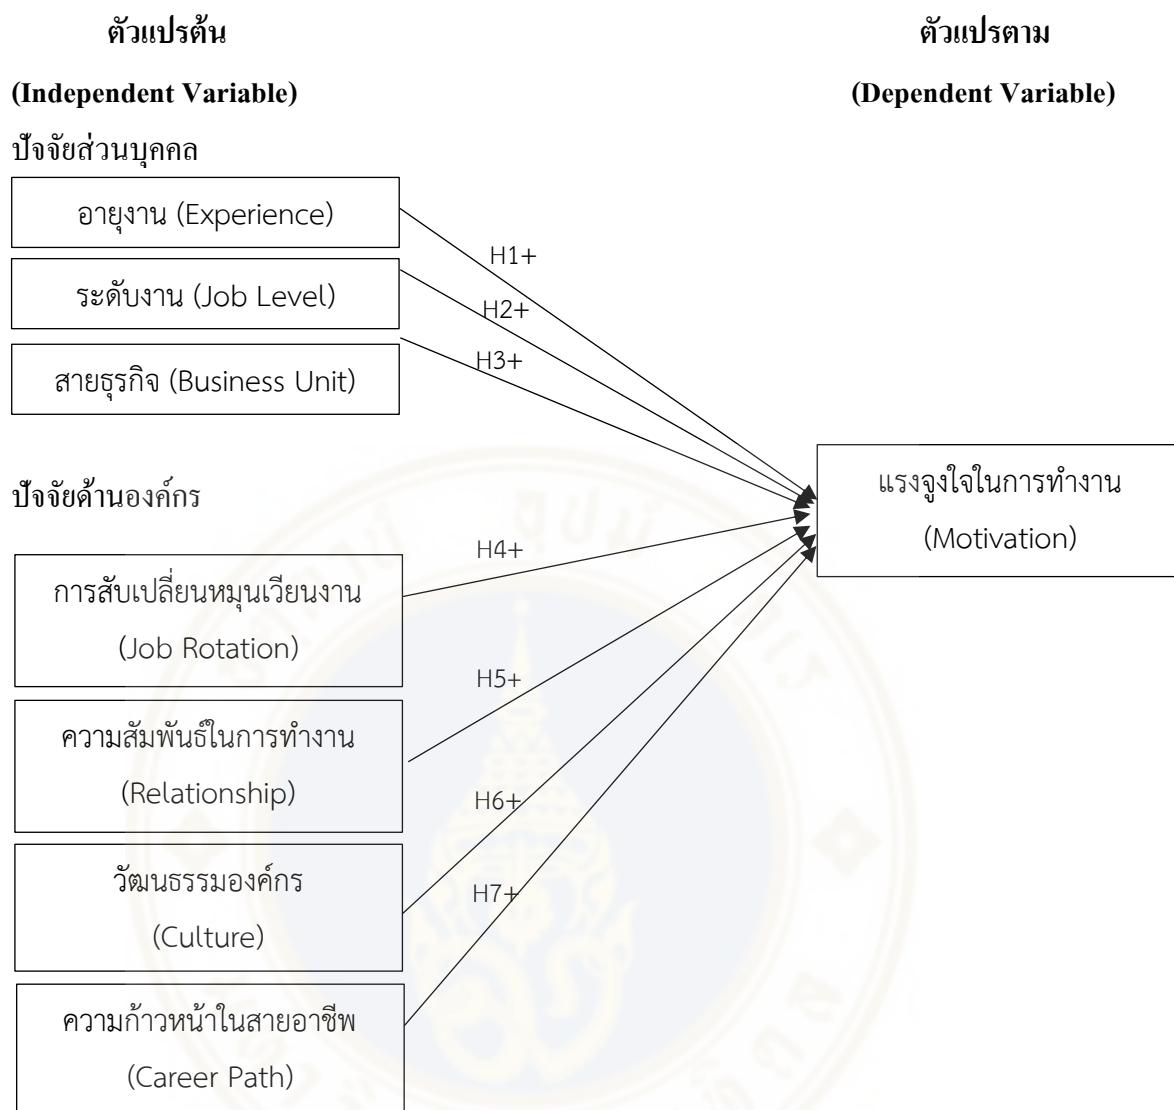 ตัวแปรต้น
(Independent Variable)
ตัวแปรตาม
(Dependent Variable)
ปัจจัยส่วนบุคคล
อายุงาน (Experience)
ระดับงาน (Job Level)
สายธุรกิจ (Business Unit)
H1+
H2+
H3+
ปัจจัยด้านองค์กร
การสับเปลี่ยนหมุนเวียนงาน
(Job Rotation)
ความสัมพันธ์ในการทำงาน
(Relationship)
วัฒนธรรมองค์กร
(Culture)
ความก้าวหน้าในสายอาชีพ
(Career Path)
H4+
H5+
H6+
H7+
แรงจูงใจในการทำงาน
(Motivation)